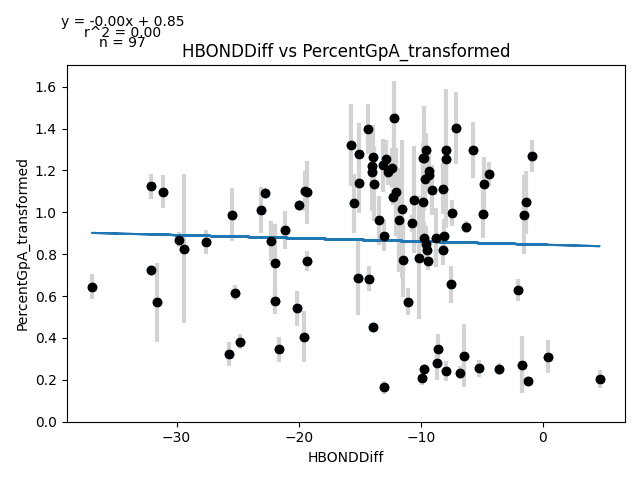 y = -0.00x + 0.85
r^2 = 0.00
n = 97
HBONDDiff vs PercentGpA_transformed
PercentGpA_transformed
1.6
1.4
1.2
1.0
0.8
0.6
0.4
0.2
0.0
−30
−20
−10
0
HBONDDiff